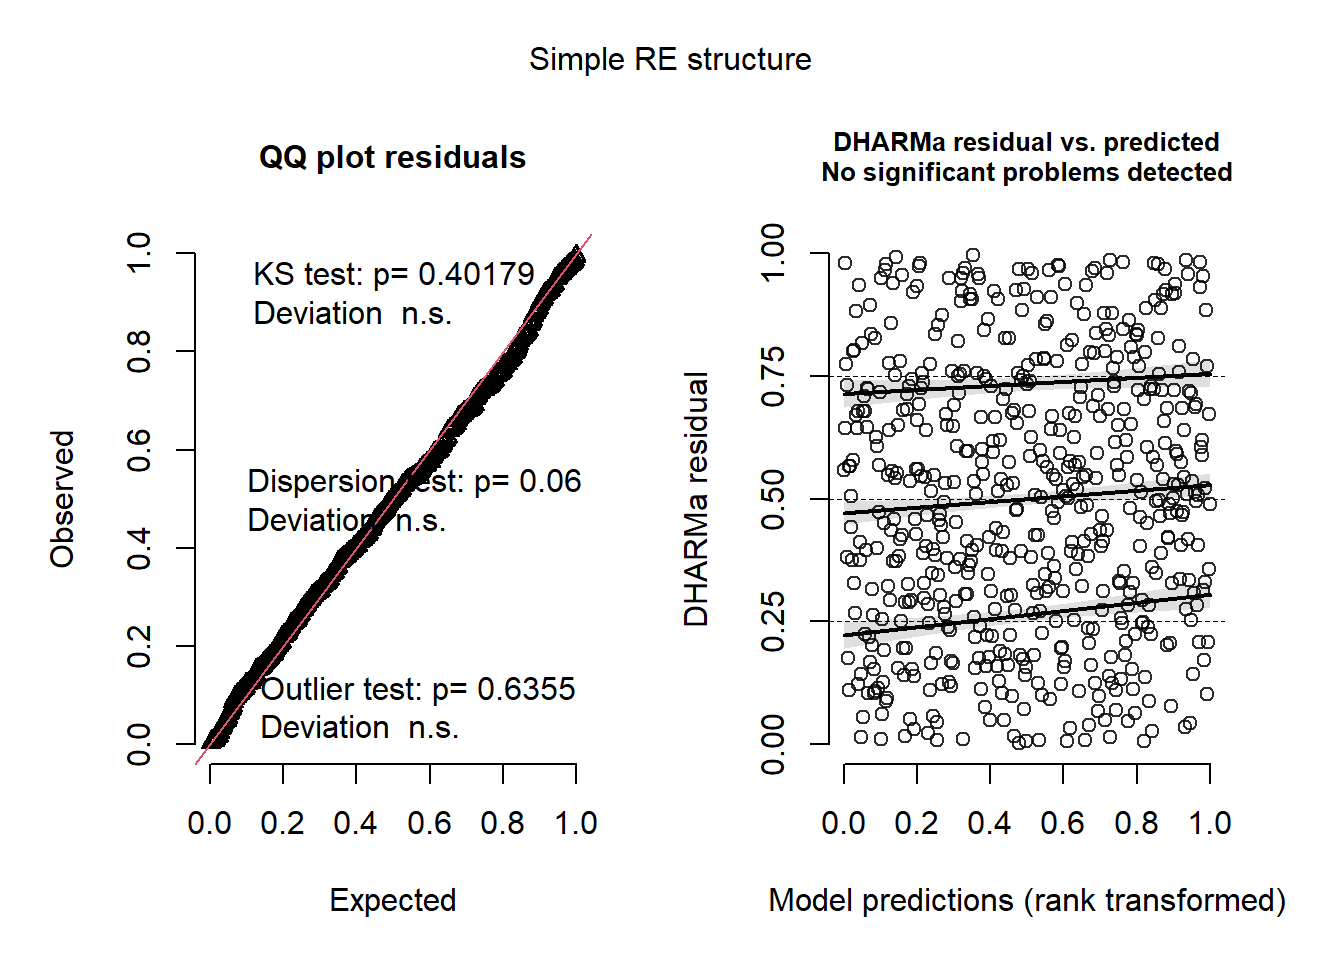 Simple RE structure
QQ plot residuals
KS test: p= 0.40179
Deviation  n.s.
Dispersion test: p= 0.06
Deviation  n.s.
Outlier test: p= 0.6355
Deviation  n.s.
Observed
0.0 0.2 0.4 0.6 0.8 1.0
0.0 0.2 0.4 0.6 0.8 1.0
Expected
DHARMa residual vs. predicted
No significant problems detected
DHARMa residual
0.00 0.25 0.50 0.75 1.00
0.0 0.2 0.4 0.6 0.8 1.0
Model predictions (rank transformed)